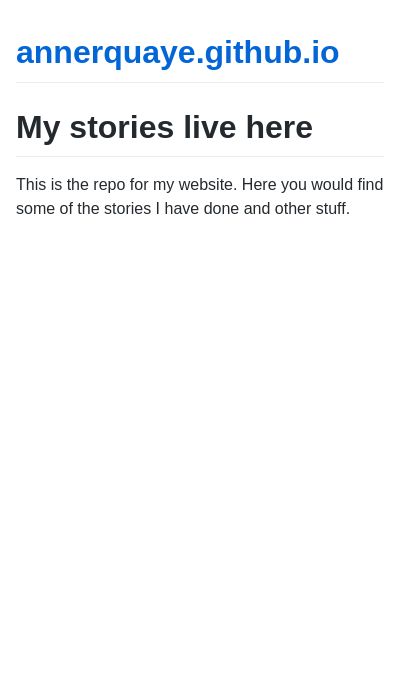 annerquaye.github.io
My stories live here
This is the repo for my website. Here you would find
some of the stories I have done and other stuff.